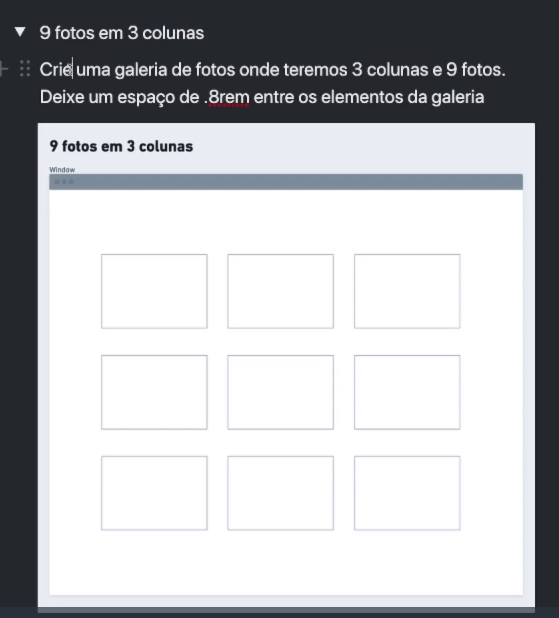 9 fotos em 3 colunas
Crie uma galeria de fotos onde teremos 3 colunas e 9 fotos.
Deixe um espaço de .8rem entre os elementos da galeria
9 fotos em 3 colunas
Window